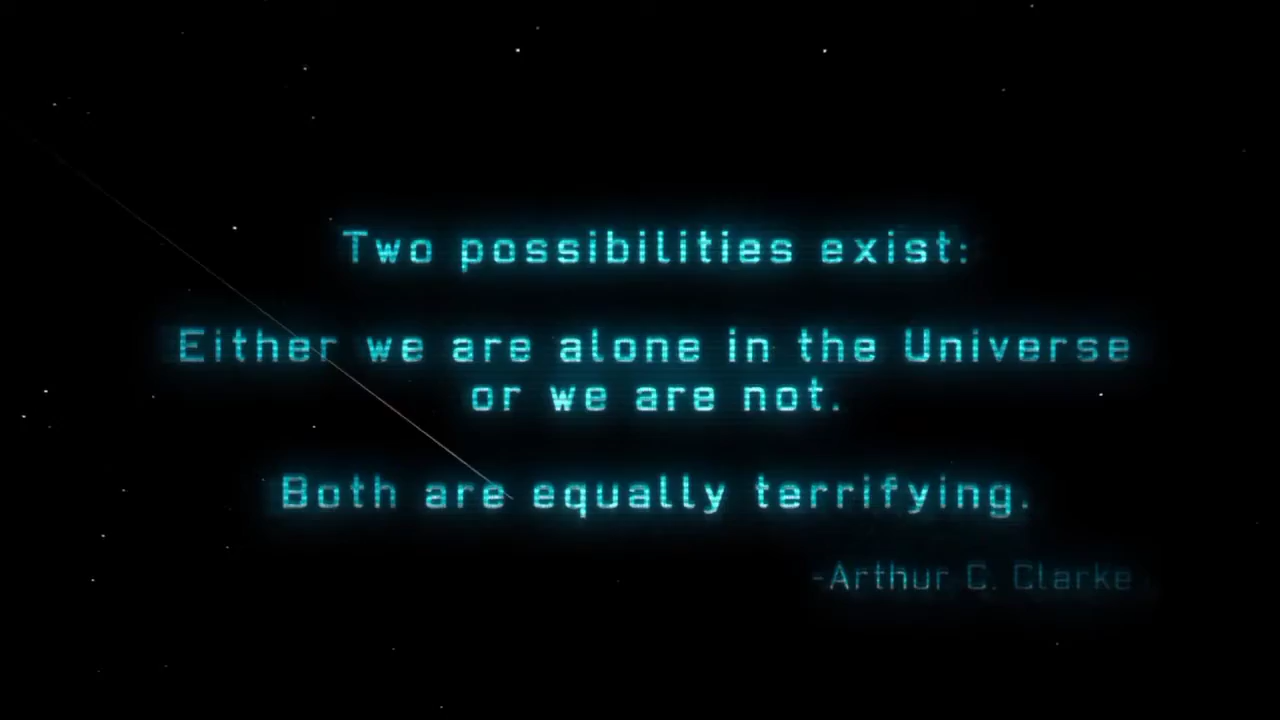 Two possibilities exist:
Either we are alone in the Universe
or we are not.
Both are equally terrifying.
-Arthur C. Clarke